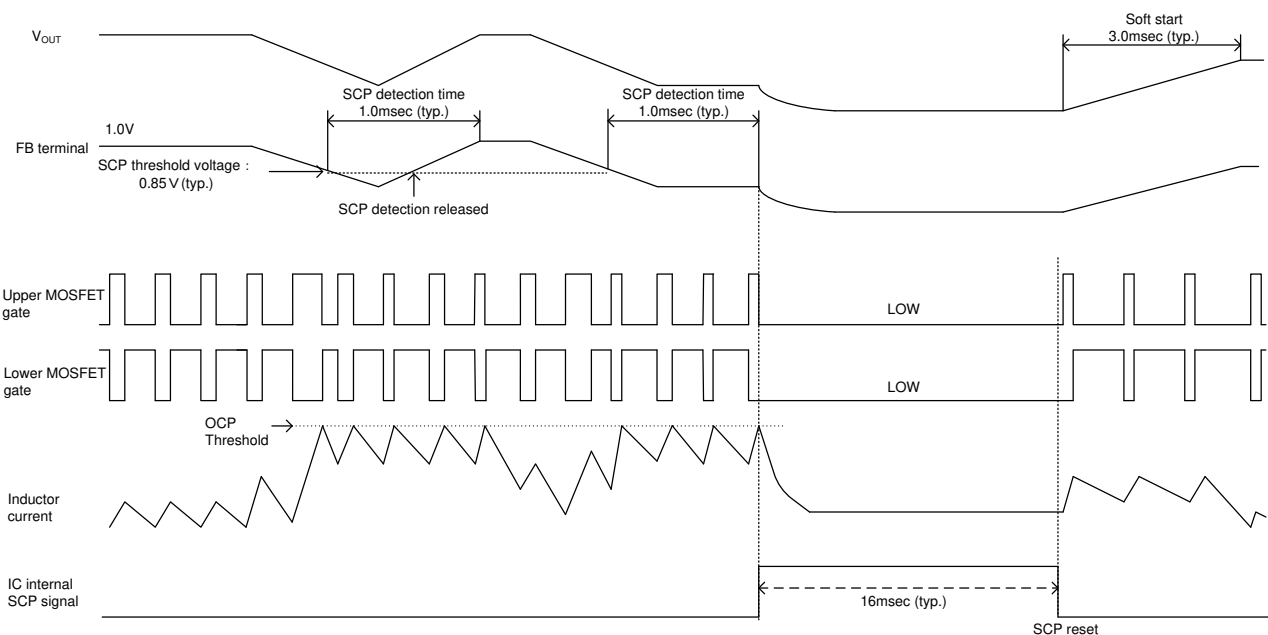 Soft start
3.0msec (typ.)
VOUT
SCP detection time
1.0msec (typ.)
SCP detection time
1.0msec (typ.)
1.0V
FB terminal
SCP threshold voltage :
0.85V (typ.)
SCP detection released
Upper MOSFET
gate
LOW
Lower MOSFET
gate
LOW
OCP
Threshold
Inductor
current
IC internal
SCP signal
16msec (typ.)
SCP reset